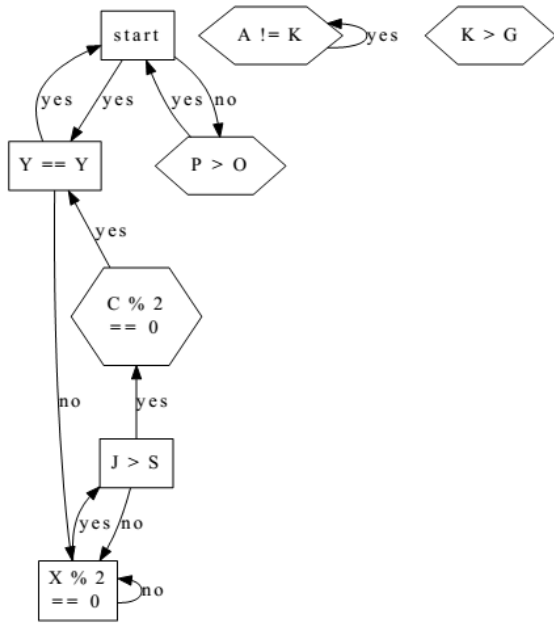 start
A != K
yes
K > G
yes
yes
yes
no
Y == Y
P > O
yes
C % 2
== 0
no
yes
J > S
yes
no
X % 2
== 0
no